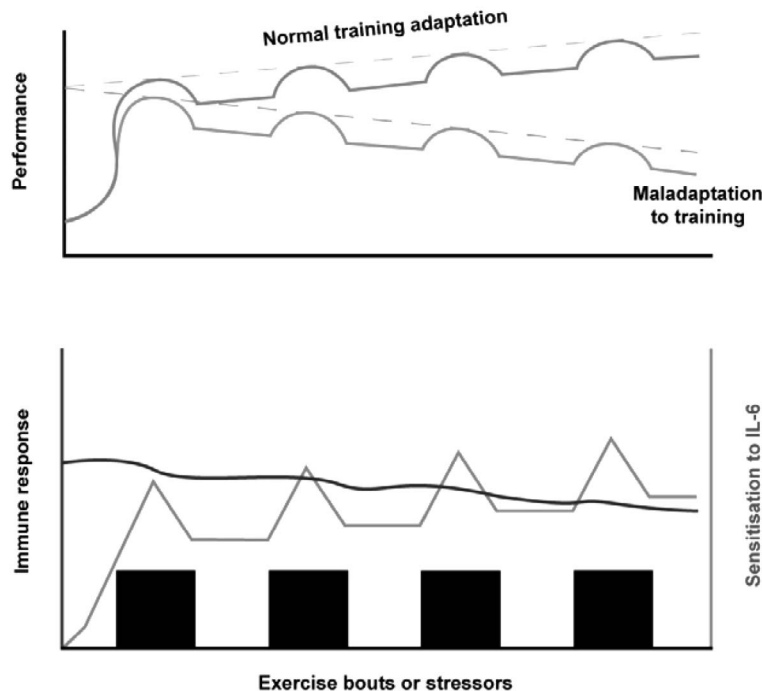 Normal training adaptation
Performance
Maladaptation
to training
Immune response
Sensitisation to IL-6
Exercise bouts or stressors